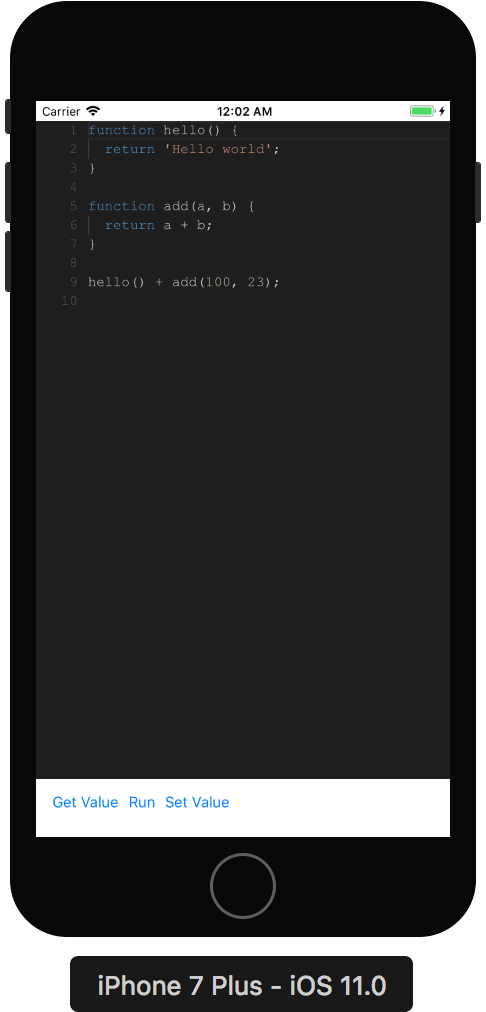 Carrier 12:02 AM
1 function hello() {
2   return 'Hello world';
3 }
4
5 function add(a, b) {
6   return a + b;
7 }
8
9 hello() + add(100, 23);
10
Get Value Run Set Value
iPhone 7 Plus - iOS 11.0